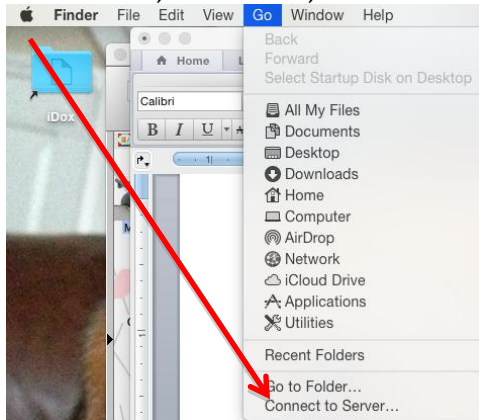 Finder File Edit View Go Window Help
Back
Forward
Select Startup Disk on Desktop
Home L
iDox
Calibri
B I U A
1
All My Files
Documents
Desktop
Downloads
Home
Computer
AirDrop
Network
iCloud Drive
Applications
Utilities
Recent Folders
Go to Folder...
Connect to Server...